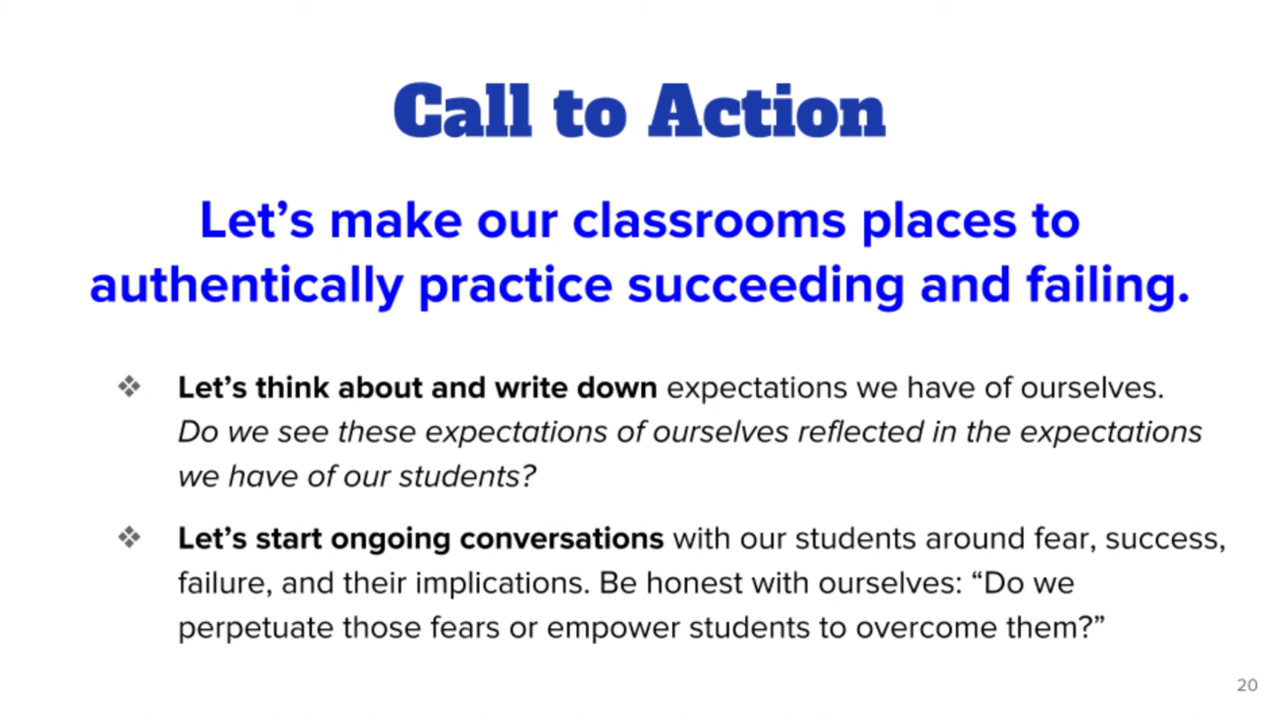 Call to Action
Let’s make our classrooms places to
authentically practice succeeding and failing.
❖ Let’s think about and write down expectations we have of ourselves.
Do we see these expectations of ourselves reflected in the expectations
we have of our students?
❖ Let’s start ongoing conversations with our students around fear, success,
failure, and their implications. Be honest with ourselves: “Do we
perpetuate those fears or empower students to overcome them?”
20